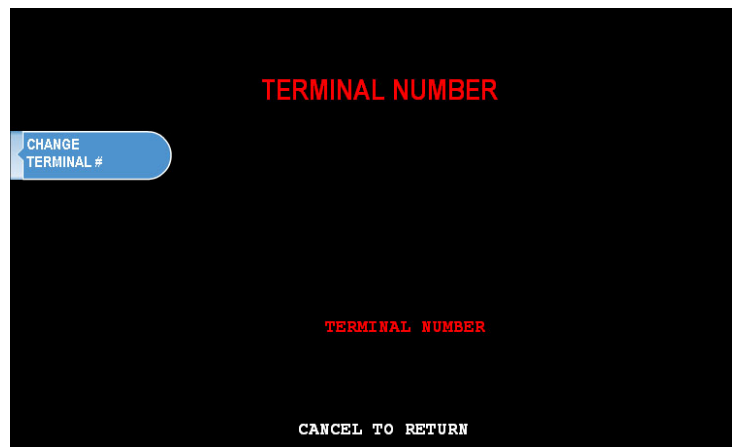 TERMINAL NUMBER
CHANGE
TERMINAL #
TERMINAL NUMBER
CANCEL TO RETURN